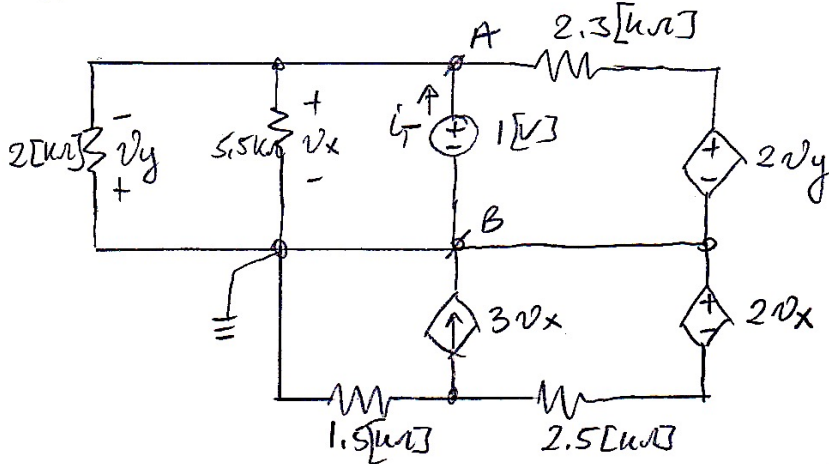 A
2.3[kΩ]
2[kΩ]
-
vy
+
5.5kΩ
+
vx
-
iT
+
-
1[V]
+
-
2vy
B
3vx
+
-
2vx
1.5[kΩ]
2.5[kΩ]